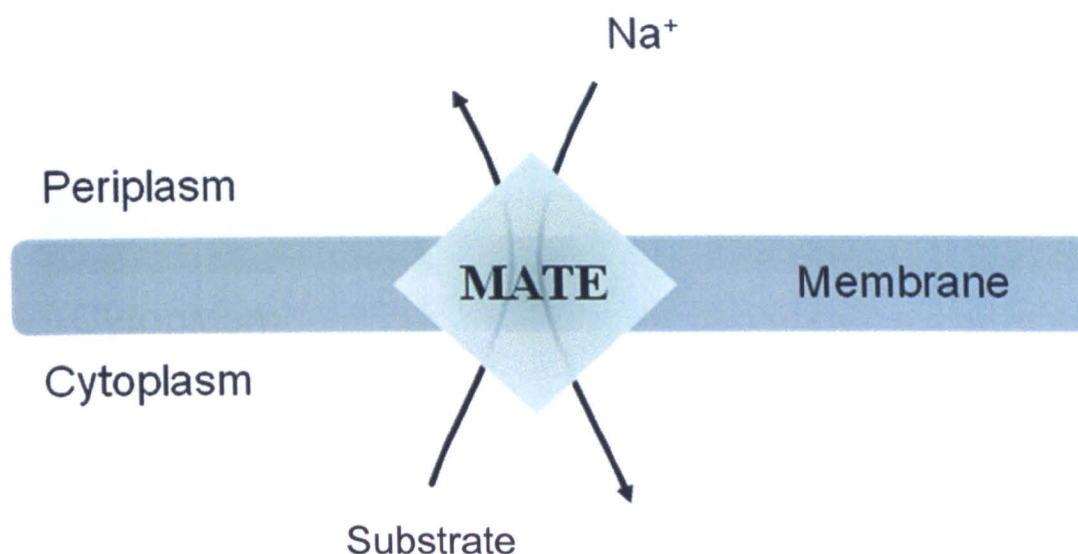 Na⁺
Periplasm
MATE
Membrane
Cytoplasm
Substrate